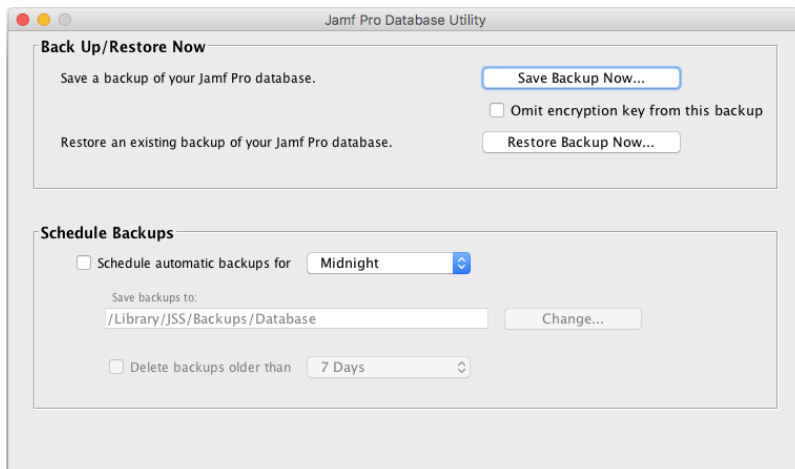 Jamf Pro Database Utility
Back Up/Restore Now
Save a backup of your Jamf Pro database.
Save Backup Now...
Omit encryption key from this backup
Restore an existing backup of your Jamf Pro database.
Restore Backup Now...
Schedule Backups
Schedule automatic backups for
Midnight
Save backups to:
/Library/JSS/Backups/Database
Change...
Delete backups older than
7 Days